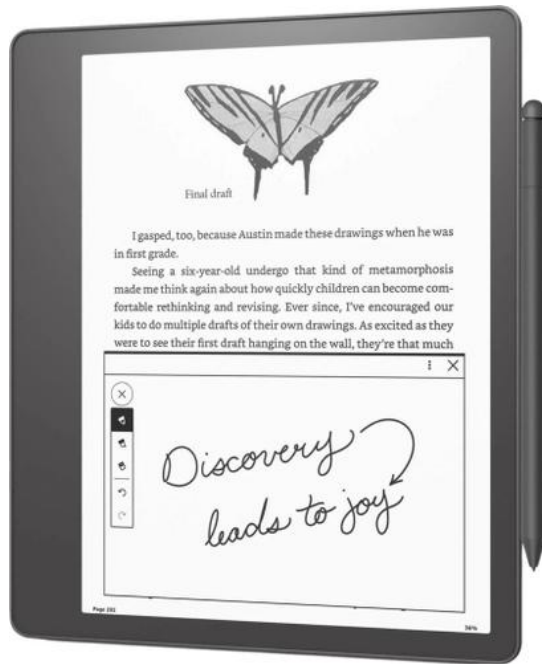 Final draft
I gasped, too, because Austin made these drawings when he was
in first grade.
Seeing a six-year-old undergo that kind of metamorphosis
made me think again about how quickly children can become com-
fortable rethinking and revising. Ever since, I've encouraged our
kids to do multiple drafts of their own drawings. As excited as they
were to see their first draft hanging on the wall, they're that much
Discovery
leads to joy
Page 202
56%